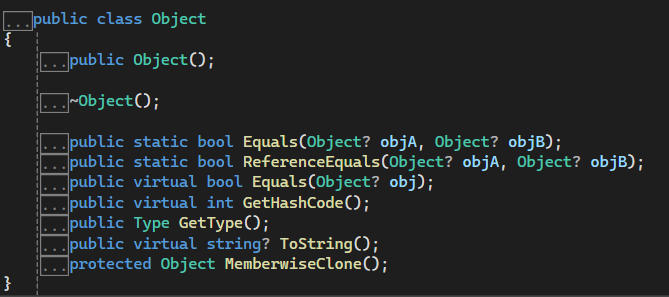 ...public class Object
{
...public Object();
...~Object();
...public static bool Equals(Object? objA, Object? objB);
...public static bool ReferenceEquals(Object? objA, Object? objB);
...public virtual bool Equals(Object? obj);
...public virtual int GetHashCode();
...public Type GetType();
...public virtual string? ToString();
...protected Object MemberwiseClone();
}